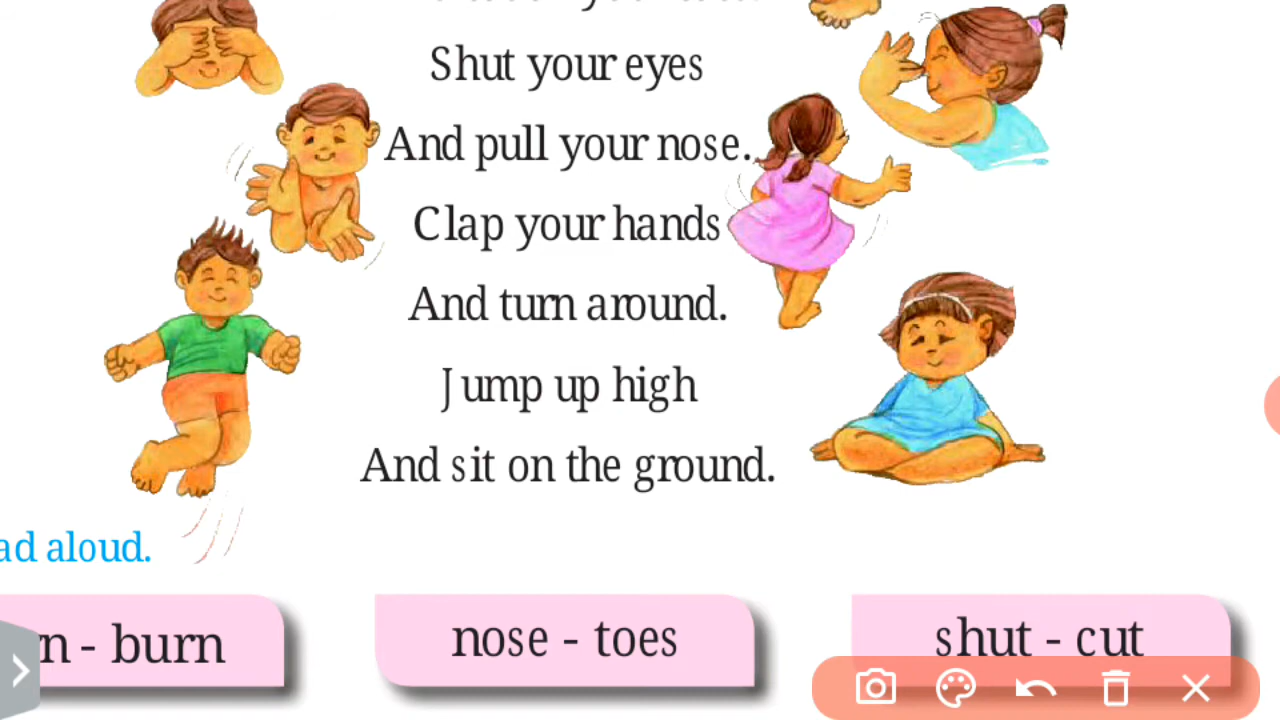 Shut your eyes
And pull your nose.
Clap your hands
And turn around.
Jump up high
And sit on the ground.
aloud.
burn
nose - toes
shut - cut